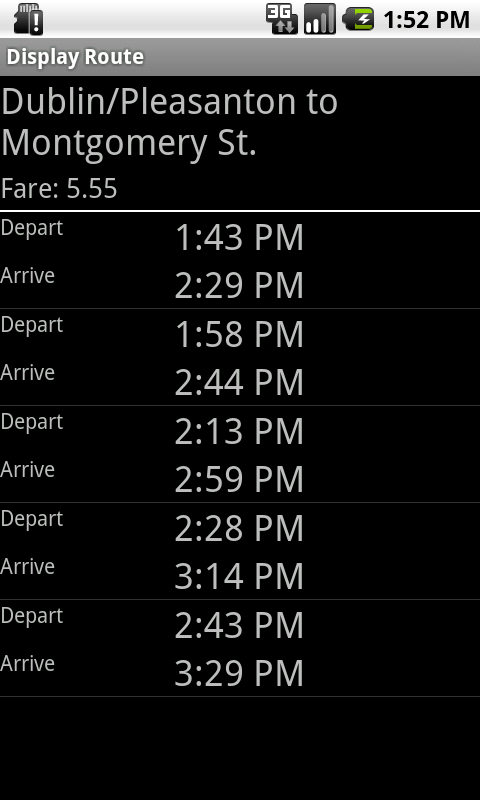 3G 1:52 PM
Display Route
Dublin/Pleasanton to
Montgomery St.
Fare: 5.55
Depart 1:43 PM
Arrive 2:29 PM
Depart 1:58 PM
Arrive 2:44 PM
Depart 2:13 PM
Arrive 2:59 PM
Depart 2:28 PM
Arrive 3:14 PM
Depart 2:43 PM
Arrive 3:29 PM